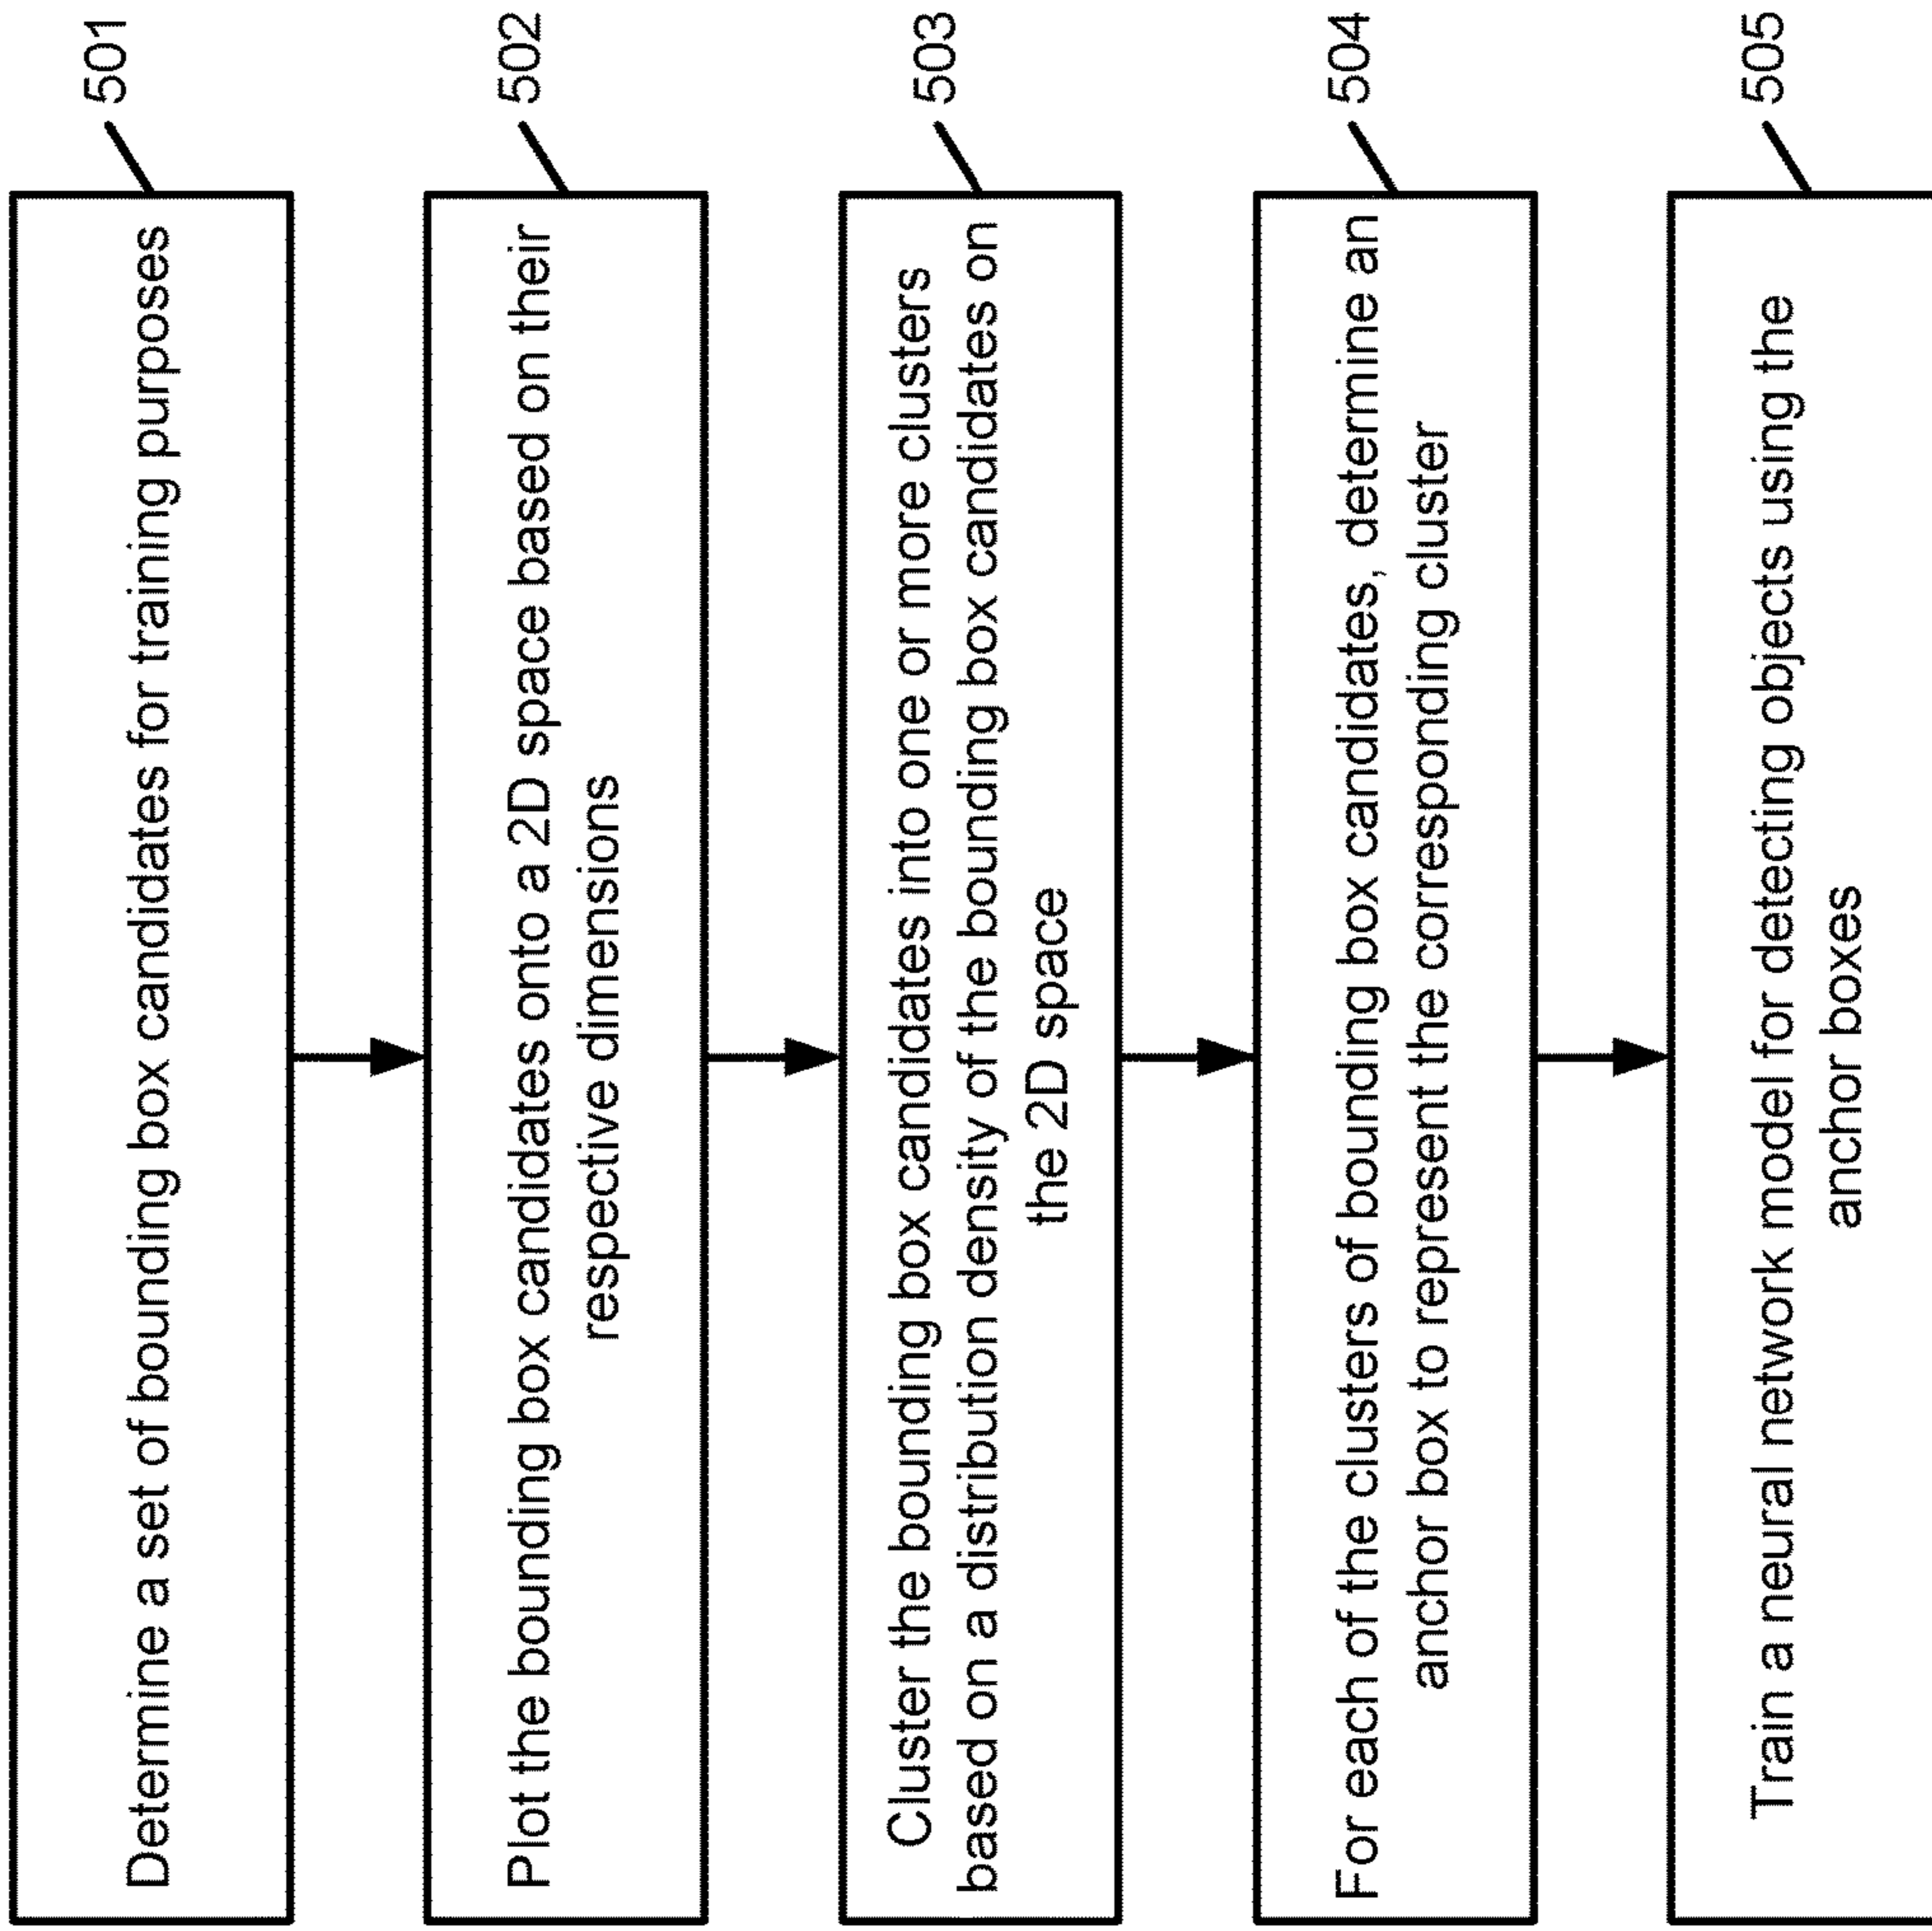 501
Determine a set of bounding box candidates for training purposes
502
Plot the bounding box candidates onto a 2D space based on their
respective dimensions
503
Cluster the bounding box candidates into one or more clusters
based on a distribution density of the bounding box candidates on
the 2D space
504
For each of the clusters of bounding box candidates, determine an
anchor box to represent the corresponding cluster
505
Train a neural network model for detecting objects using the
anchor boxes